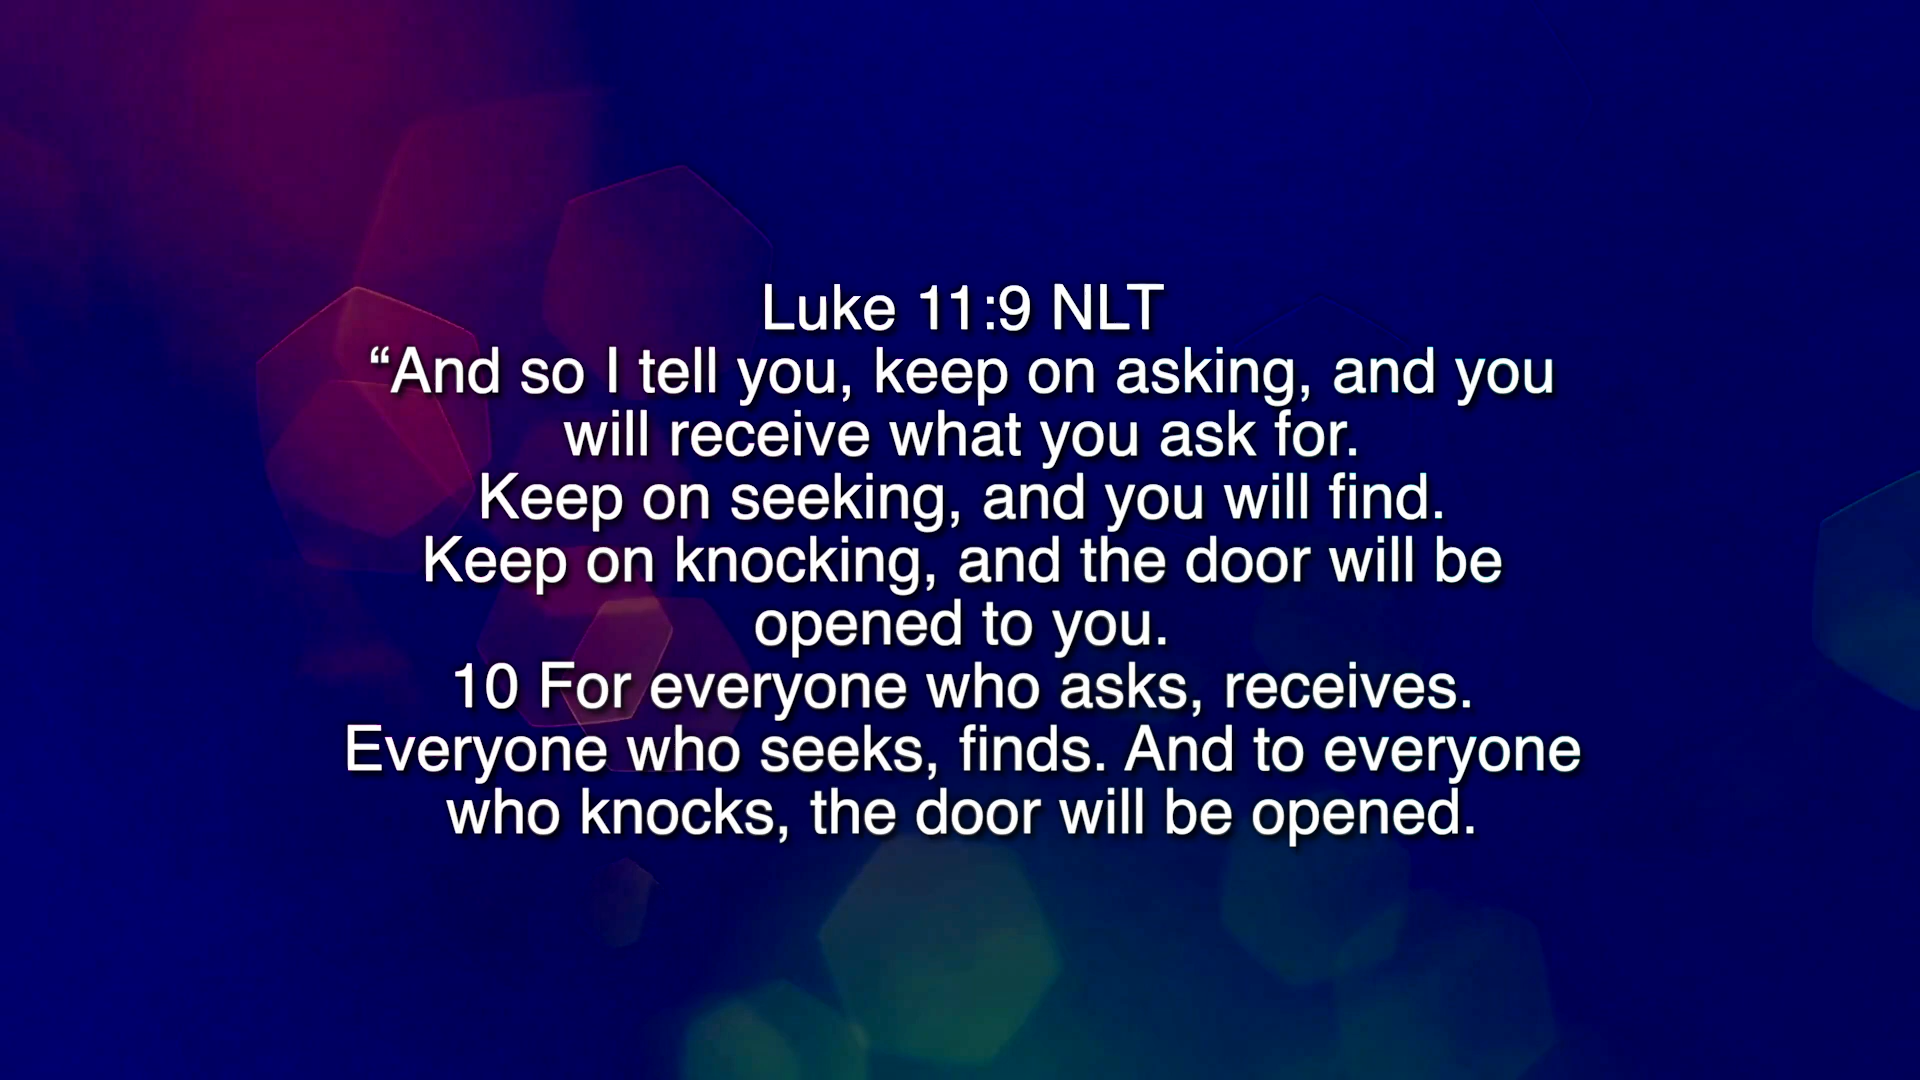 Luke 11:9 NLT
“And so I tell you, keep on asking, and you
will receive what you ask for.
Keep on seeking, and you will find.
Keep on knocking, and the door will be
opened to you.
10 For everyone who asks, receives.
Everyone who seeks, finds. And to everyone
who knocks, the door will be opened.